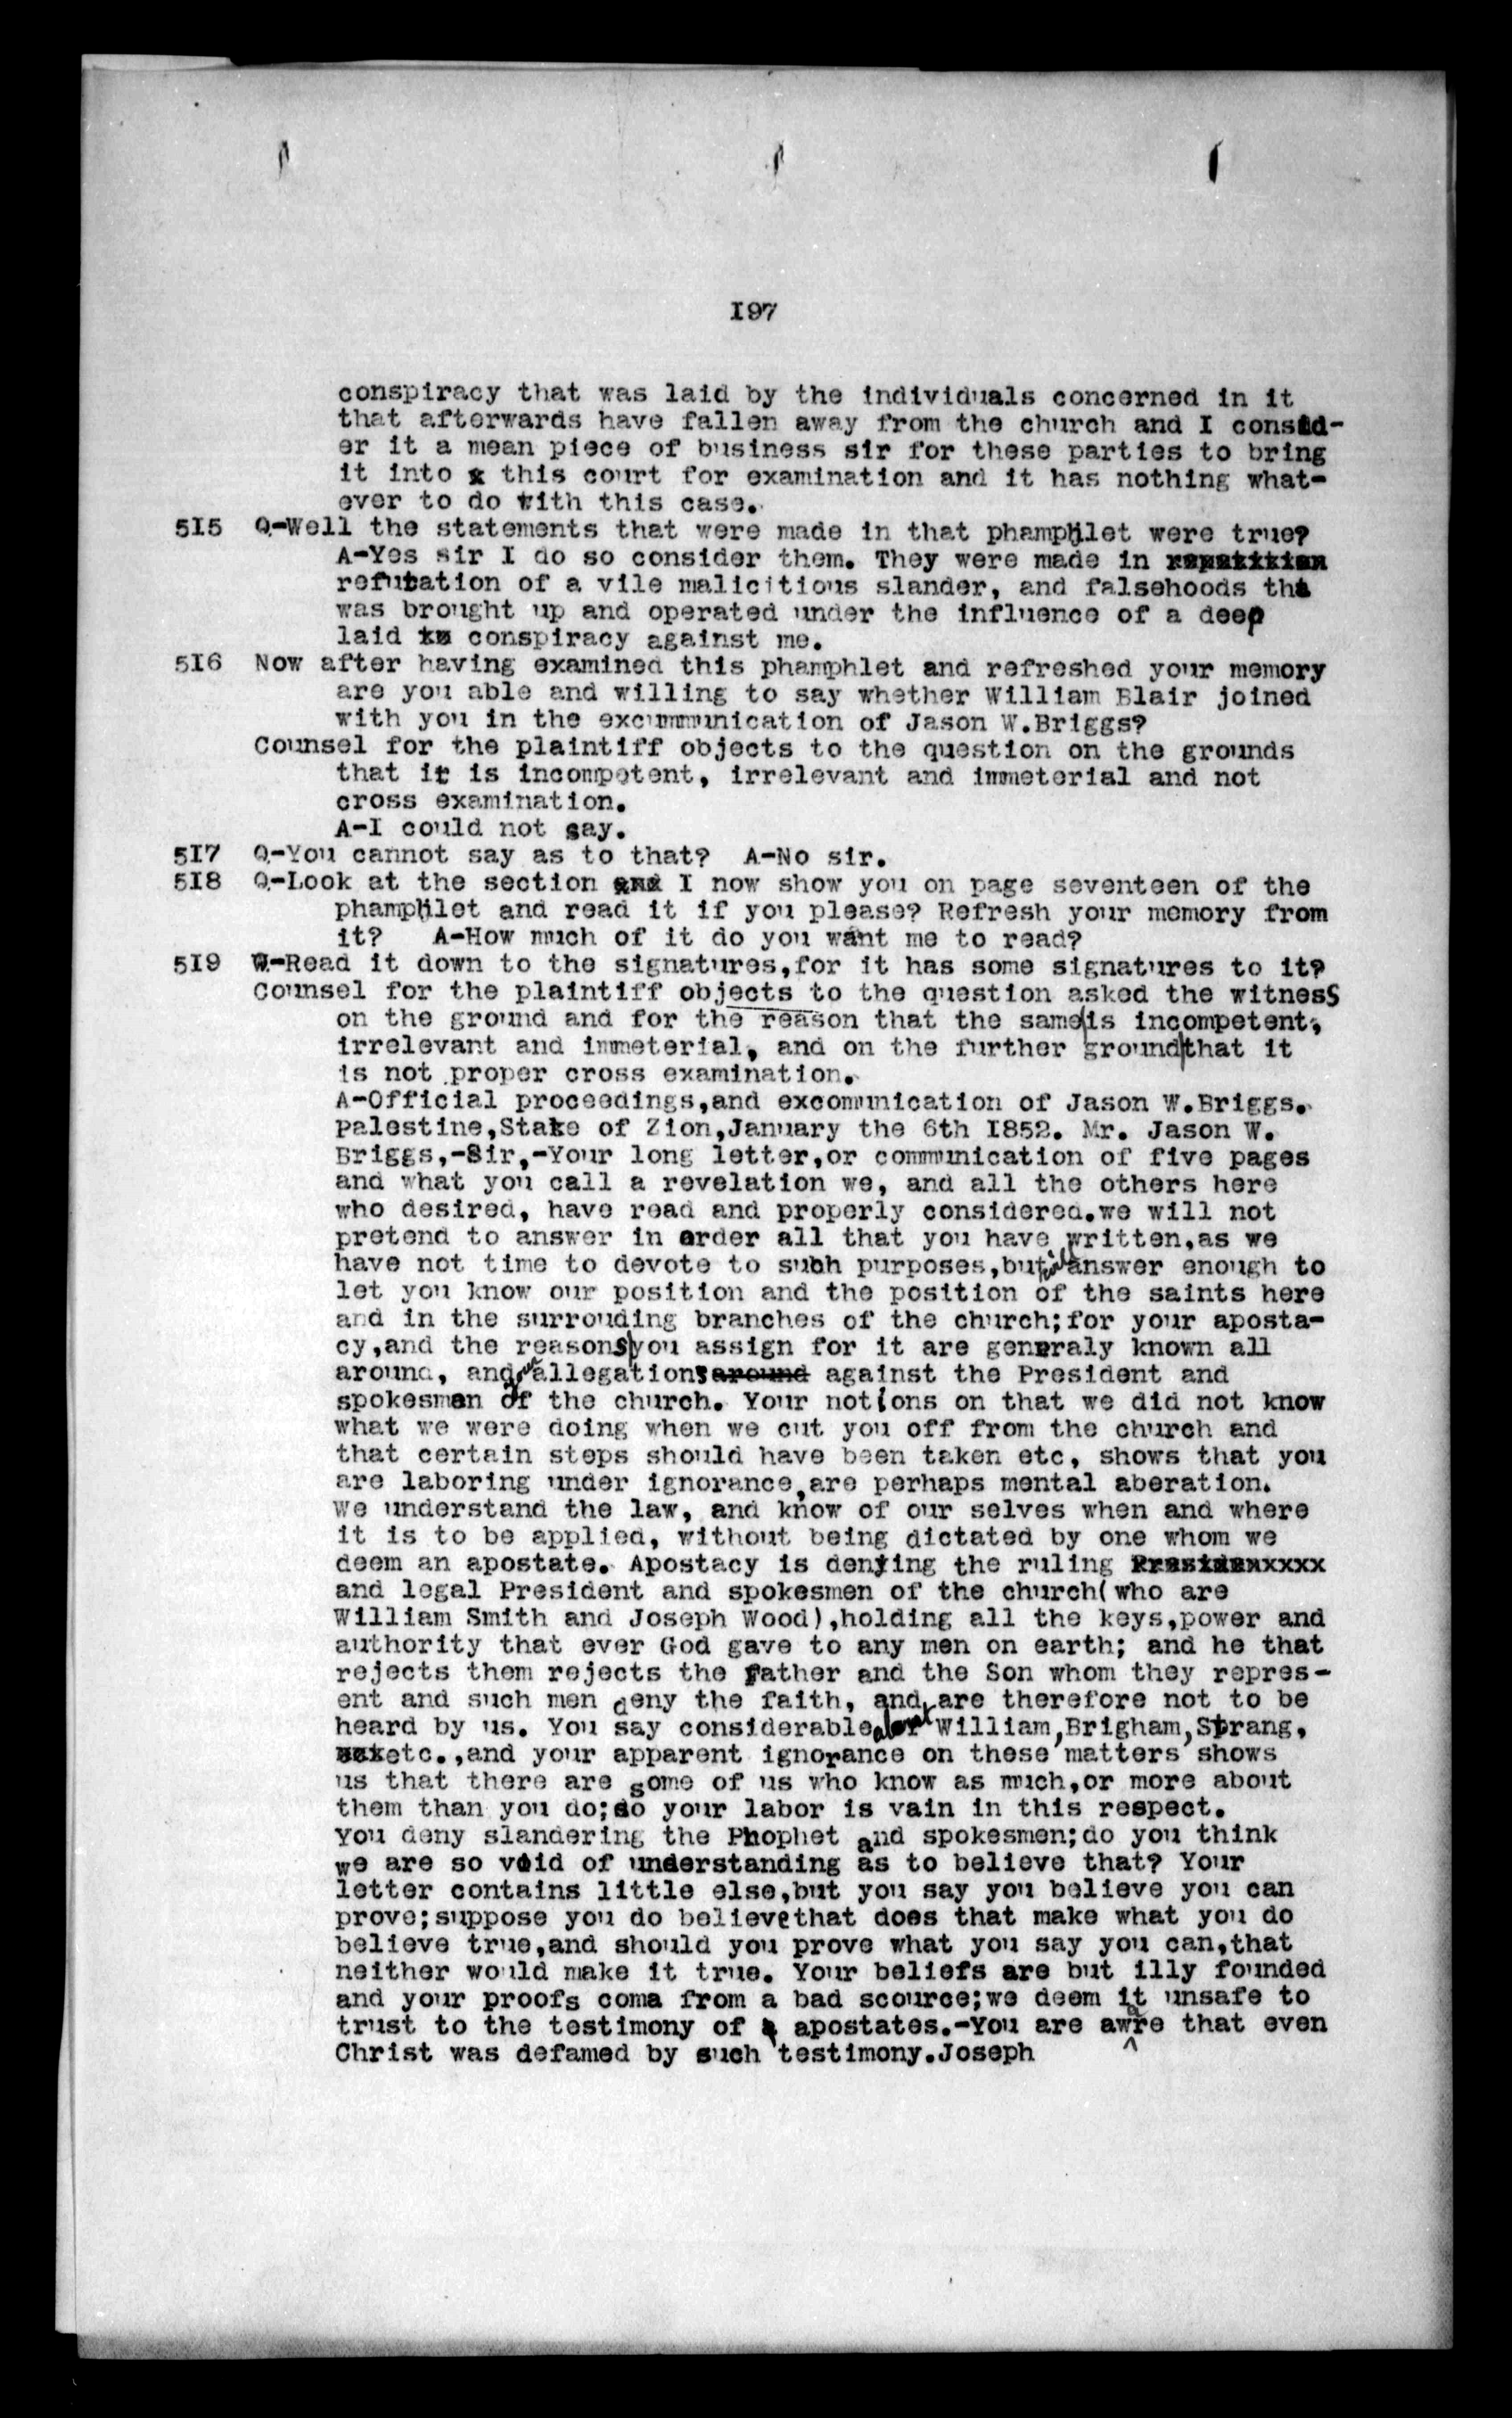 197
conspiracy that was laid by the individuals concerned in it
that afterwards have fallen away from the church and I consid-
er it a mean piece of business sir for these parties to bring
it into x this court for examination and it has nothing what-
ever to do with this case.
515 Q-Well the statements that were made in that phamphlet were true?
A-Yes sir I do so consider them. They were made in
refutation of a vile malicitious slander, and falsehoods tha
was brought up and operated under the influence of a deep
laid to conspiracy against me.
516 Now after having examined this phamphlet and refreshed your memory
are you able and willing to say whether William Blair joined
with you in the excummunication of Jason W.Briggs?
Counsel for the plaintiff objects to the question on the grounds
that it is incompetent, irrelevant and immeterial and not
cross examination.
A-I could not say.
517 Q-You cannot say as to that? A-No sir.
518 Q-Look at the section and I now show you on page seventeen of the
phamphlet and read it if you please? Refresh your memory from
it? A-How much of it do you want me to read?
519 Q-Read it down to the signatures,for it has some signatures to it?
Counsel for the plaintiff objects to the question asked the witness
on the ground and for the reason that the same is incompetent,
irrelevant and immeterial, and on the further ground that it
is not proper cross examination.
A-Official proceedings,and excommunication of Jason W.Briggs.
Palestine,Stake of Zion,January the 6th 1852. Mr. Jason W.
Briggs,-Sir,-Your long letter,or communication of five pages
and what you call a revelation we, and all the others here
who desired, have read and properly considered.we will not
pretend to answer in order all that you have written,as we
have not time to devote to such purposes,but will answer enough to
let you know our position and the position of the saints here
and in the surrouding branches of the church;for your aposta-
cy,and the reasons you assign for it are generaly known all
around, and your allegations around against the President and
spokesman of the church. Your notions on that we did not know
what we were doing when we cut you off from the church and
that certain steps should have been taken etc, shows that you
are laboring under ignorance,are perhaps mental aberation.
We understand the law, and know of our selves when and where
it is to be applied, without being dictated by one whom we
deem an apostate. Apostacy is denying the ruling Presidenxxxx
and legal President and spokesmen of the church(who are
William Smith and Joseph Wood),holding all the keys,power and
authority that ever God gave to any men on earth; and he that
rejects them rejects the Father and the Son whom they repres-
ent and such men deny the faith, and are therefore not to be
heard by us. You say considerable about William,Brigham,Strang,
etc.,and your apparent ignorance on these matters shows
us that there are some of us who know as much,or more about
them than you do;so your labor is vain in this respect.
You deny slandering the Phophet and spokesmen;do you think
we are so void of understanding as to believe that? Your
letter contains little else,but you say you believe you can
prove;suppose you do believe that does that make what you do
believe true,and should you prove what you say you can,that
neither would make it true. Your beliefs are but illy founded
and your proofs coma from a bad scource;we deem it unsafe to
trust to the testimony of a apostates.-You are aware that even
Christ was defamed by such testimony.Joseph